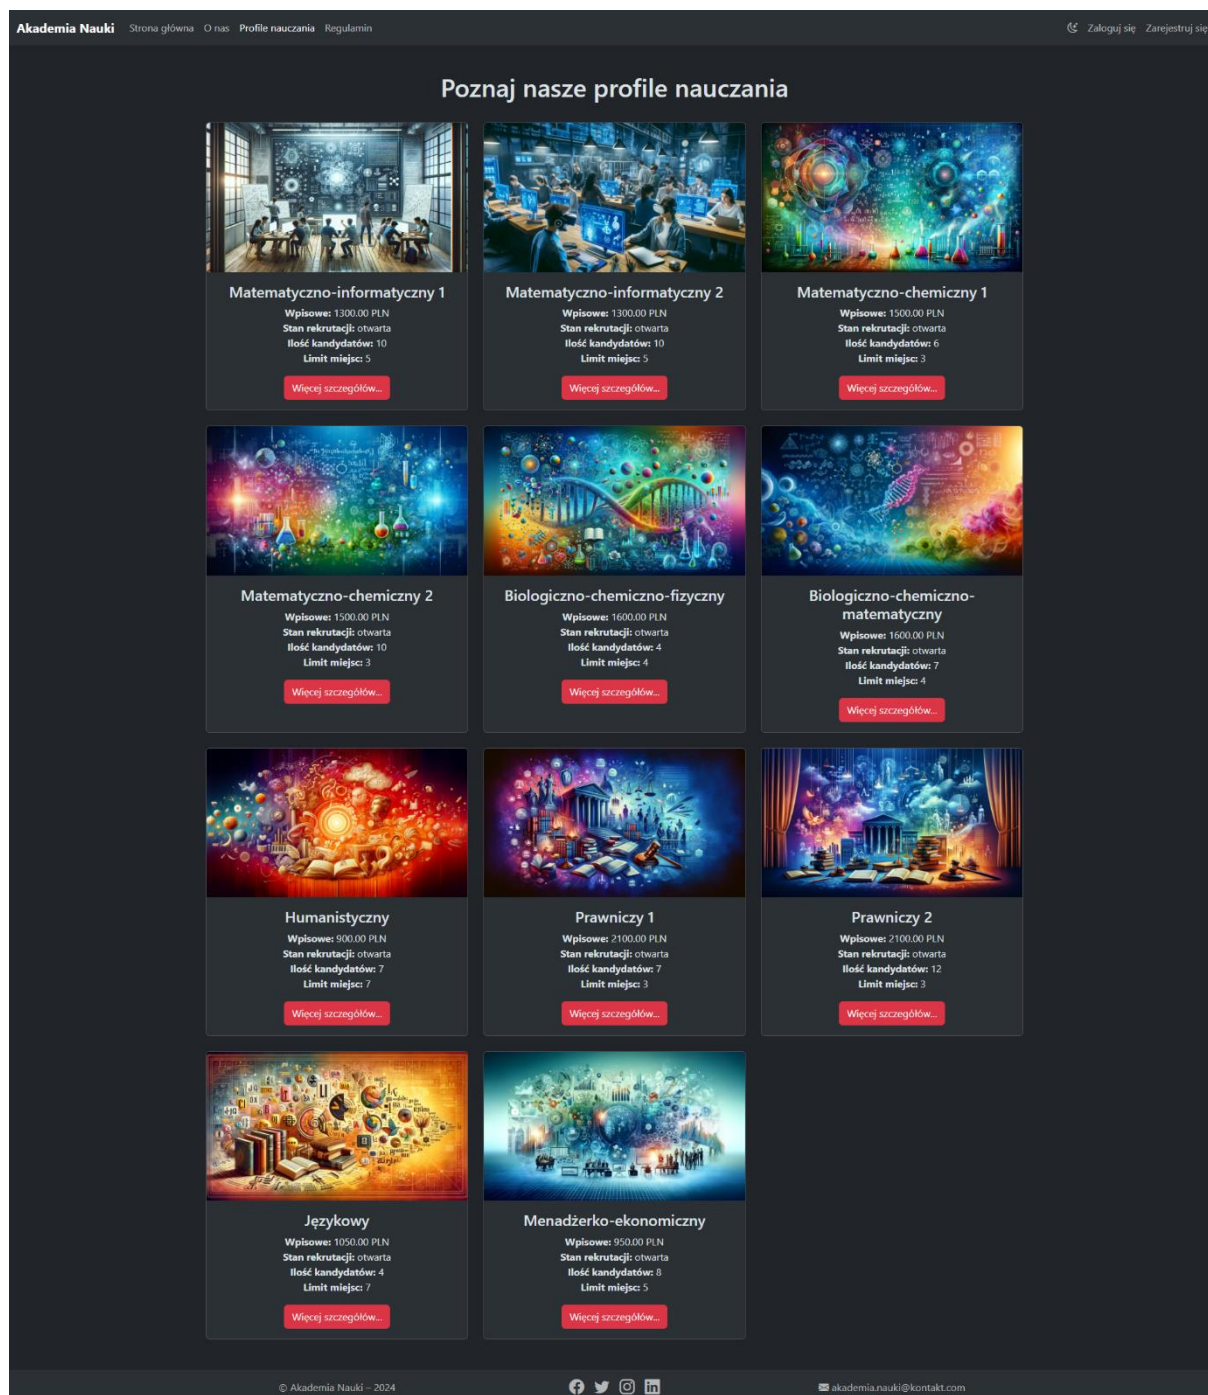 Akademia Nauki Strona główna O nas Profile nauczania Regulamin Zaloguj się Zarejestruj się
Poznaj nasze profile nauczania
Matematyczno-informatyczny 1
Wpisowe: 1300.00 PLN
Stan rekrutacji: otwarta
Ilość kandydatów: 10
Limit miejsc: 5
Więcej szczegółów...
Matematyczno-informatyczny 2
Wpisowe: 1300.00 PLN
Stan rekrutacji: otwarta
Ilość kandydatów: 10
Limit miejsc: 5
Więcej szczegółów...
Matematyczno-chemiczny 1
Wpisowe: 1500.00 PLN
Stan rekrutacji: otwarta
Ilość kandydatów: 6
Limit miejsc: 3
Więcej szczegółów...
Matematyczno-chemiczny 2
Wpisowe: 1500.00 PLN
Stan rekrutacji: otwarta
Ilość kandydatów: 10
Limit miejsc: 3
Więcej szczegółów...
Biologiczno-chemiczno-fizyczny
Wpisowe: 1600.00 PLN
Stan rekrutacji: otwarta
Ilość kandydatów: 4
Limit miejsc: 4
Więcej szczegółów...
Biologiczno-chemiczno-
matematyczny
Wpisowe: 1600.00 PLN
Stan rekrutacji: otwarta
Ilość kandydatów: 7
Limit miejsc: 4
Więcej szczegółów...
Humanistyczny
Wpisowe: 900.00 PLN
Stan rekrutacji: otwarta
Ilość kandydatów: 7
Limit miejsc: 7
Więcej szczegółów...
Prawniczy 1
Wpisowe: 2100.00 PLN
Stan rekrutacji: otwarta
Ilość kandydatów: 7
Limit miejsc: 3
Więcej szczegółów...
Prawniczy 2
Wpisowe: 2100.00 PLN
Stan rekrutacji: otwarta
Ilość kandydatów: 12
Limit miejsc: 3
Więcej szczegółów...
Językowy
Wpisowe: 1050.00 PLN
Stan rekrutacji: otwarta
Ilość kandydatów: 4
Limit miejsc: 7
Więcej szczegółów...
Menadżerko-ekonomiczny
Wpisowe: 950.00 PLN
Stan rekrutacji: otwarta
Ilość kandydatów: 8
Limit miejsc: 5
Więcej szczegółów...
© Akademia Nauki – 2024 akademia.nauki@kontakt.com